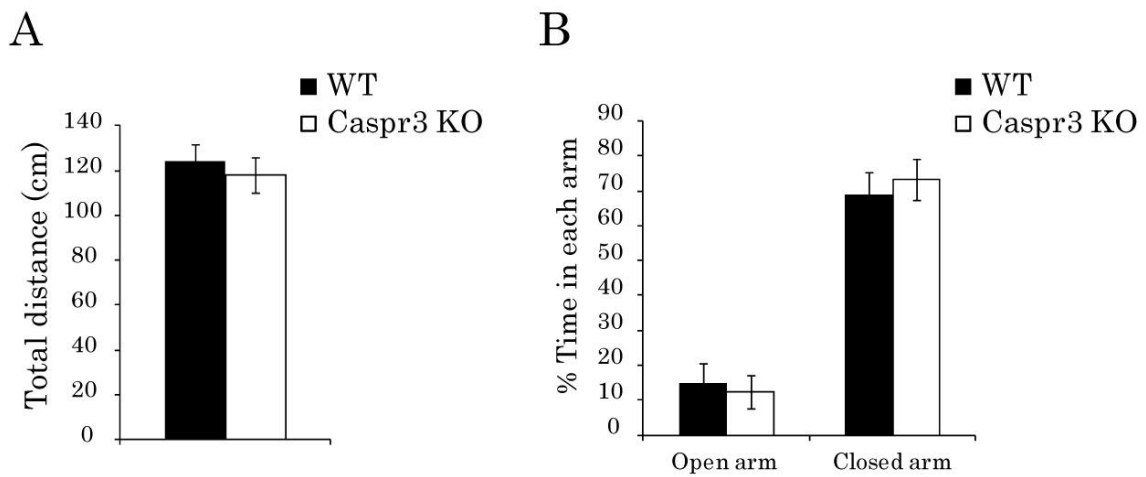 A
WT
Caspr3 KO
Total distance (cm)
140
120
100
80
60
40
20
0
B
WT
Caspr3 KO
% Time in each arm
90
80
70
60
50
40
30
20
10
0
Open arm
Closed arm